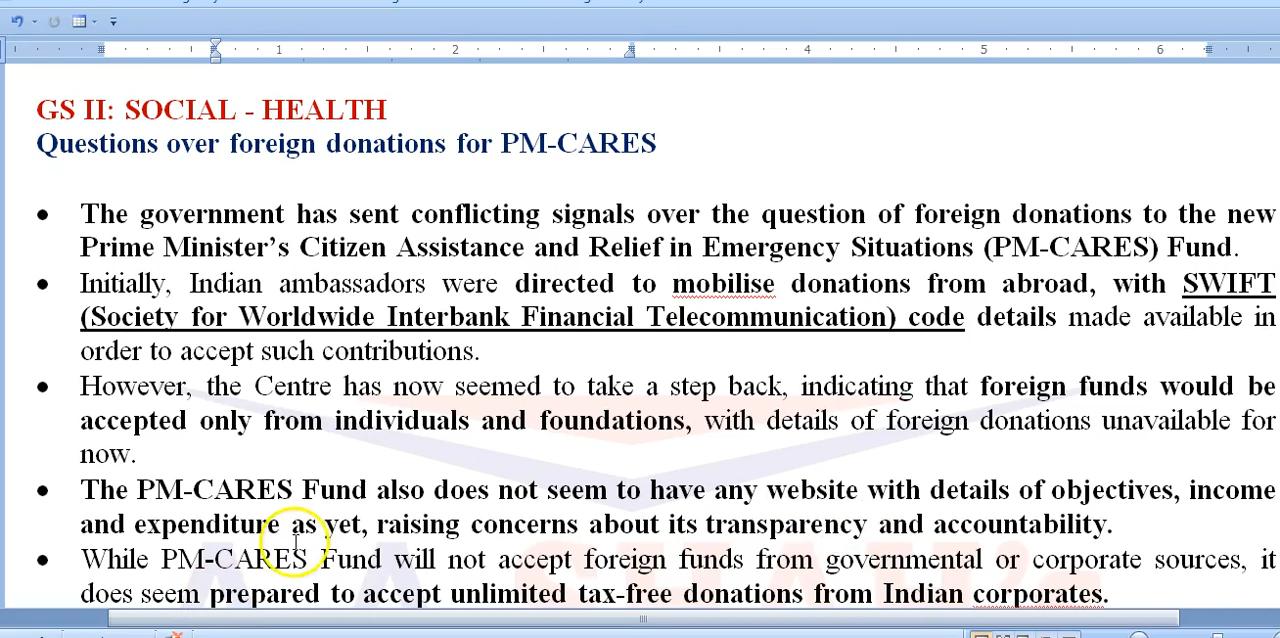 1 2 4 5 6
GS II: SOCIAL - HEALTH
Questions over foreign donations for PM-CARES
• The government has sent conflicting signals over the question of foreign donations to the new
Prime Minister’s Citizen Assistance and Relief in Emergency Situations (PM-CARES) Fund.
• Initially, Indian ambassadors were directed to mobilise donations from abroad, with SWIFT
(Society for Worldwide Interbank Financial Telecommunication) code details made available in
order to accept such contributions.
• However, the Centre has now seemed to take a step back, indicating that foreign funds would be
accepted only from individuals and foundations, with details of foreign donations unavailable for
now.
• The PM-CARES Fund also does not seem to have any website with details of objectives, income
and expenditure as yet, raising concerns about its transparency and accountability.
• While PM-CARES Fund will not accept foreign funds from governmental or corporate sources, it
does seem prepared to accept unlimited tax-free donations from Indian corporates.